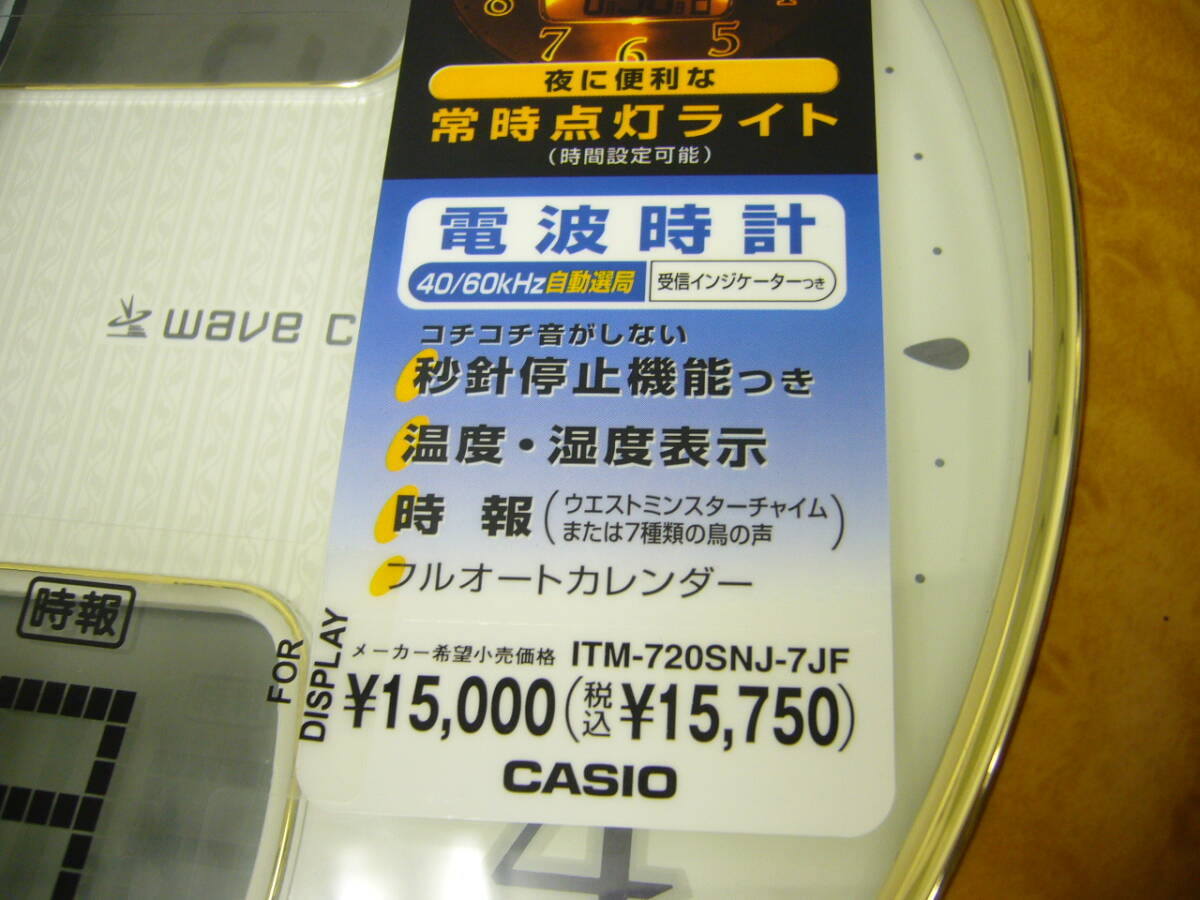 8
7
6
5
夜に便利な
常時点灯ライト
(時間設定可能)
電波時計
40/60kHz自動選局 受信インジケーターつき
wave c
コチコチ音がしない
秒針停止機能つき
温度・湿度表示
時 報 (ウエストミンスターチャイム
または7種類の鳥の声)
フルオートカレンダー
時報
FOR
DISPLAY
メーカー希望小売価格 ITM-720SNJ-7JF
¥15,000(税込¥15,750)
CASIO
4